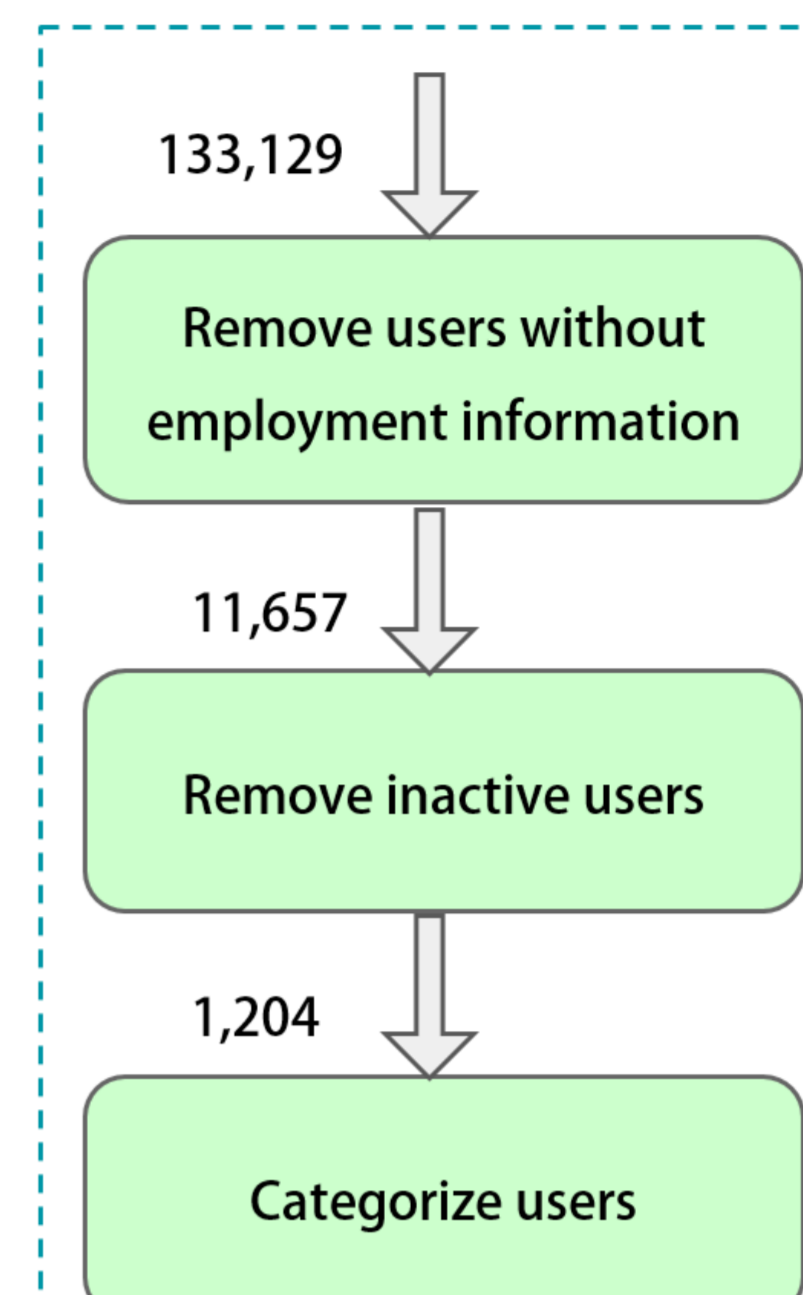 133,129
Remove users without
employment information
11,657
Remove inactive users
1,204
Categorize users